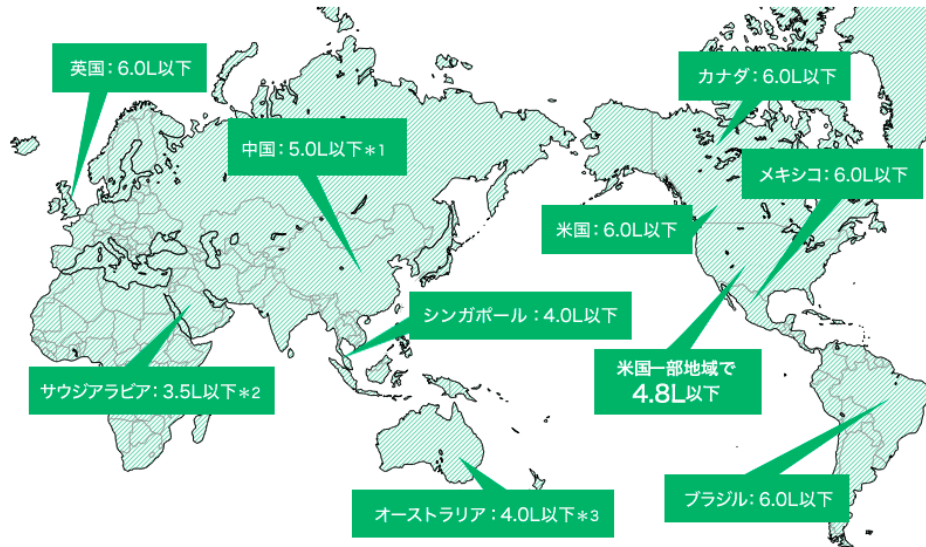 英国：6.0L以下
カナダ：6.0L以下
中国：5.0L以下＊1
メキシコ：6.0L以下
米国：6.0L以下
シンガポール：4.0L以下
サウジアラビア：3.5L以下＊2
米国一部地域で
4.8L以下
ブラジル：6.0L以下
オーストラリア：4.0L以下＊3